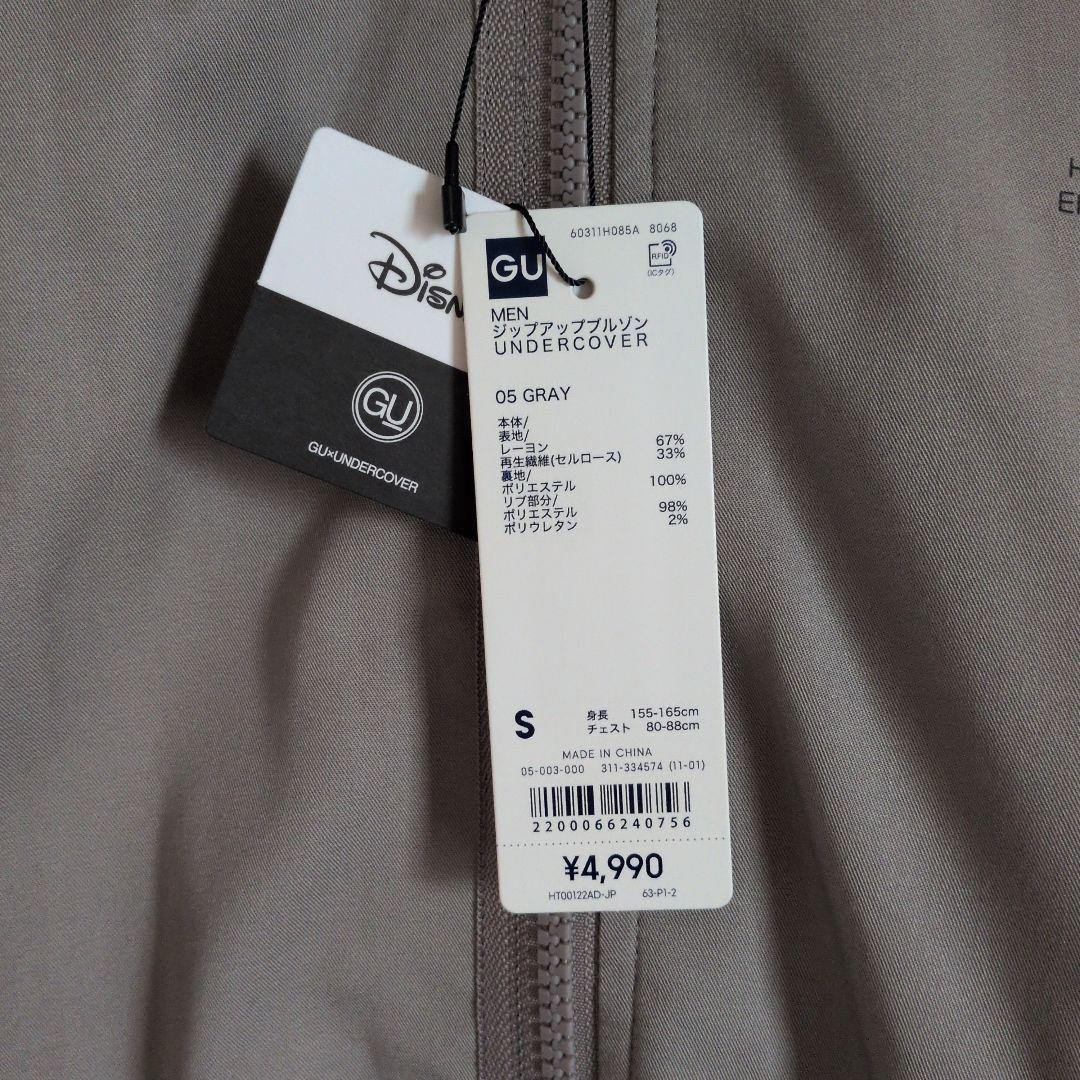 Disn
GU
GU×UNDERCOVER
60311H085A 8068
GU
RFID
(ICタグ)
MEN
ジップアップブルゾン
UNDERCOVER
05 GRAY
本体/
表地/
レーヨン 67%
再生繊維(セルロース) 33%
裏地/
ポリエステル 100%
リブ部分/
ポリエステル 98%
ポリウレタン 2%
S
身長 155-165cm
チェスト 80-88cm
MADE IN CHINA
05-003-000 311-334574 (11-01)
2200066240756
¥4,990
HT00122AD-JP 63-P1-2